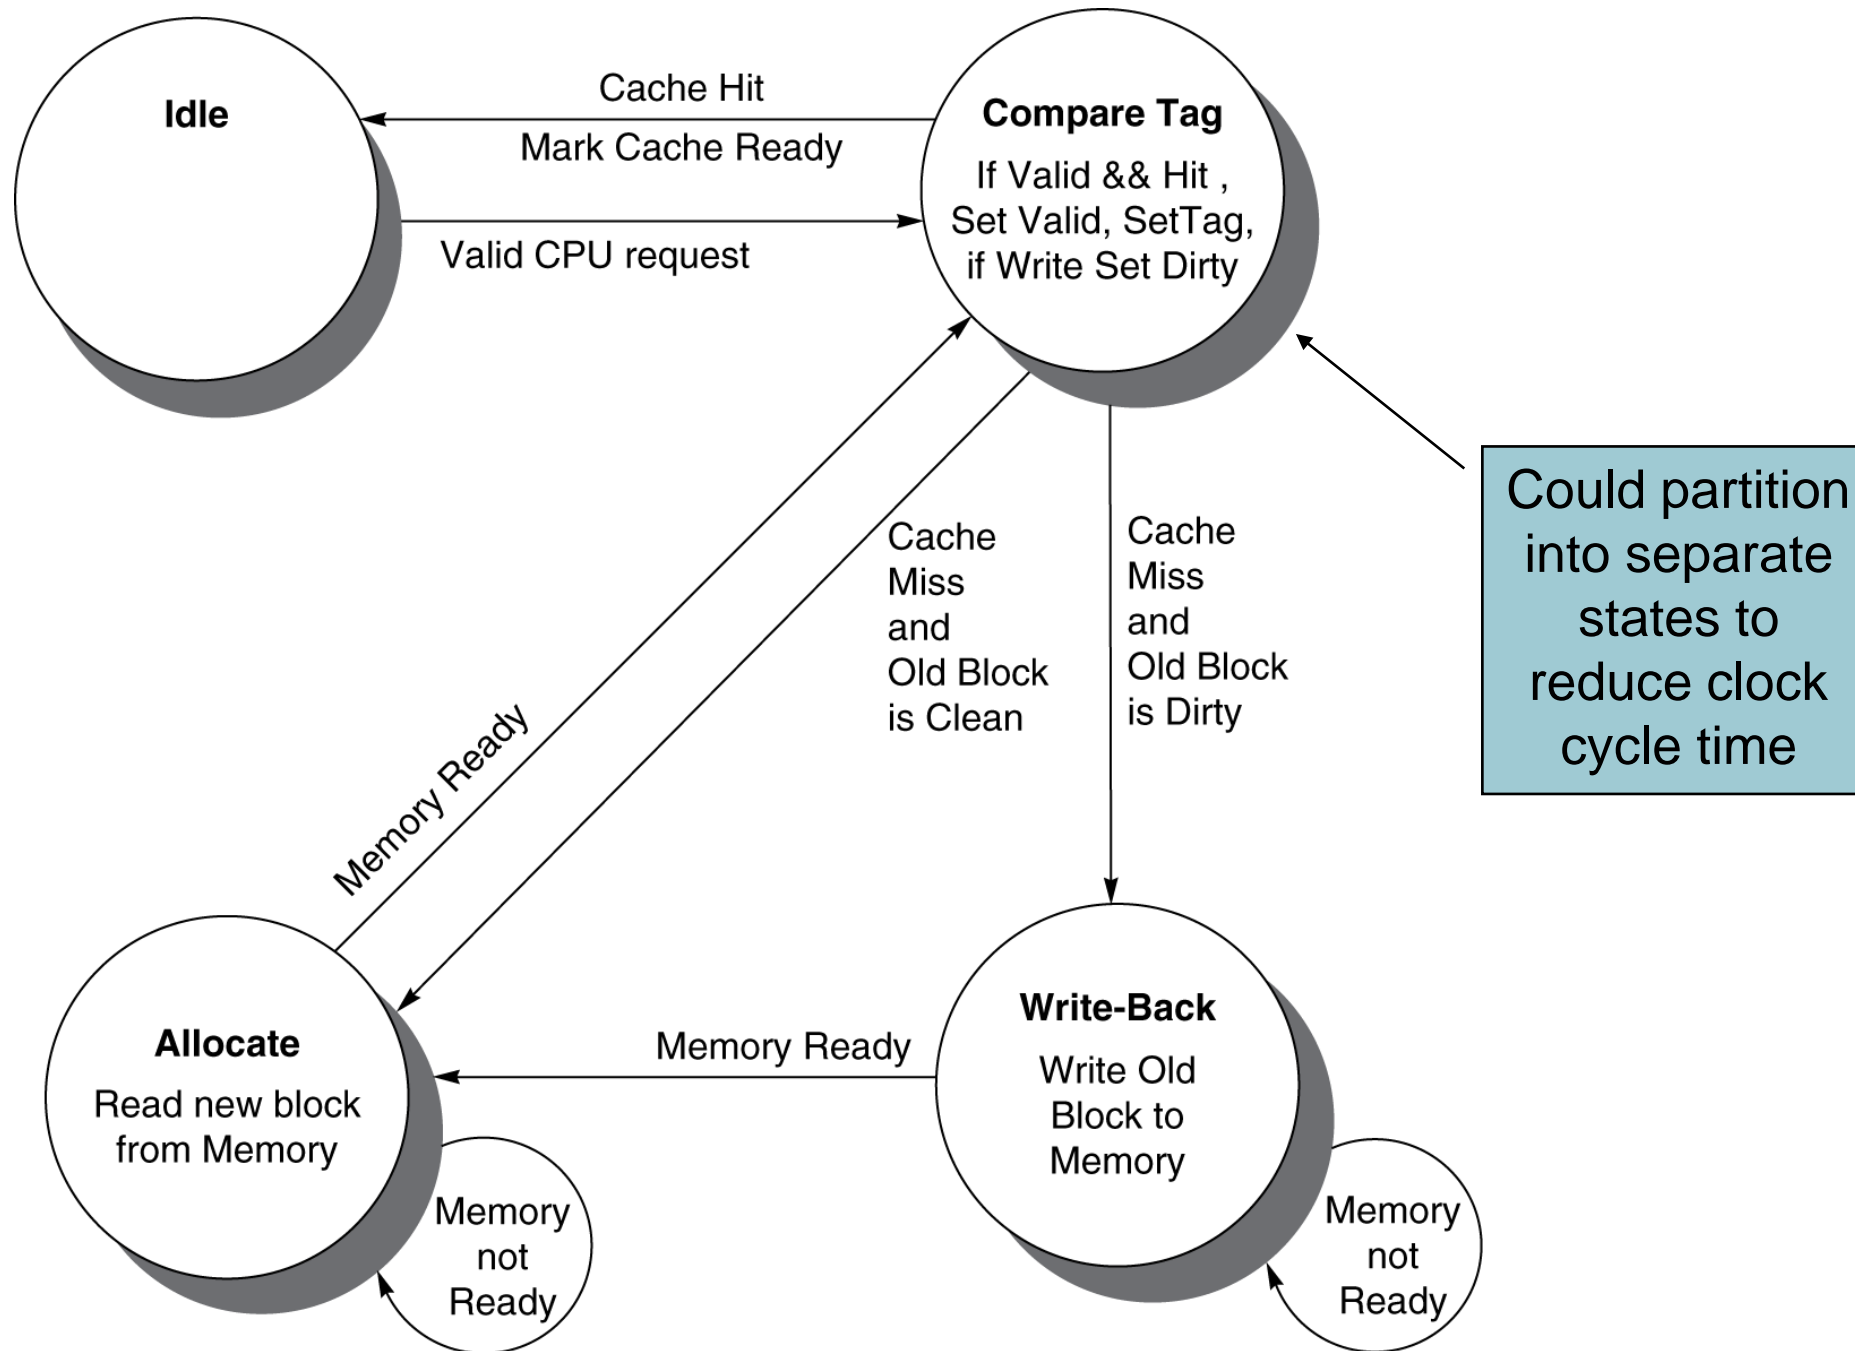 Idle
Cache Hit
Mark Cache Ready
Valid CPU request
Compare Tag
If Valid && Hit ,
Set Valid, SetTag,
if Write Set Dirty
Could partition
into separate
states to
reduce clock
cycle time
Cache
Miss
and
Old Block
is Clean
Cache
Miss
and
Old Block
is Dirty
Memory Ready
Allocate
Read new block
from Memory
Memory
not
Ready
Memory Ready
Write-Back
Write Old
Block to
Memory
Memory
not
Ready